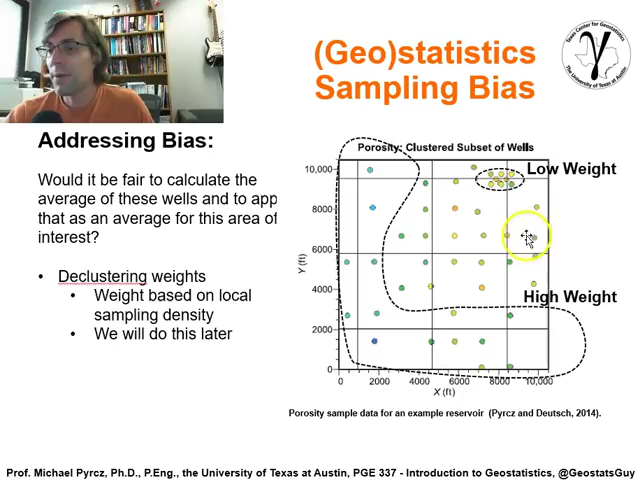 (Geo)statistics
Sampling Bias
Texas Center for Geostatistics
The University of Texas at Austin
γ
Addressing Bias:
Would it be fair to calculate the
average of these wells and to app
that as an average for this area of
interest?
• Declustering weights
• Weight based on local
sampling density
• We will do this later
Porosity: Clustered Subset of Wells
Low Weight
High Weight
10,000
8000
6000
4000
2000
0
Y (ft)
0
2000
4000
6000
8000
10,000
X (ft)
Porosity sample data for an example reservoir (Pyrcz and Deutsch, 2014).
Prof. Michael Pyrcz, Ph.D., P.Eng., the University of Texas at Austin, PGE 337 - Introduction to Geostatistics, @GeostatsGuy